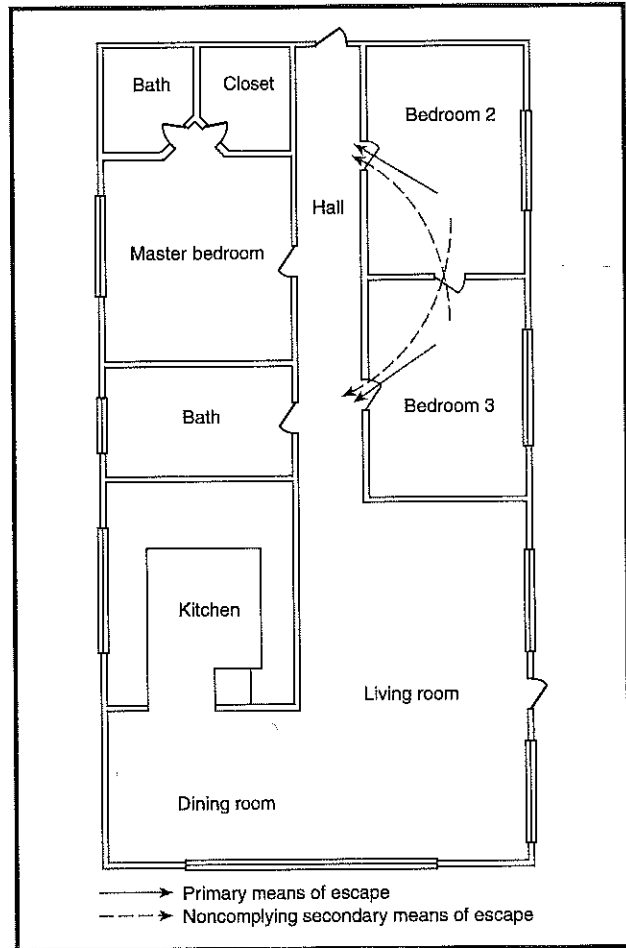 Bath
Closet
Bedroom 2
Hall
Master bedroom
Bath
Bedroom 3
Kitchen
Living room
Dining room
Primary means of escape
Noncomplying secondary means of escape